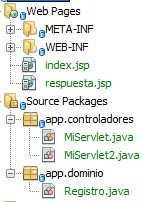 Web Pages
META-INF
WEB-INF
index.jsp
respuesta.jsp
Source Packages
app.controladores
MiServlet.java
MiServlet2.java
app.dominio
Registro.java